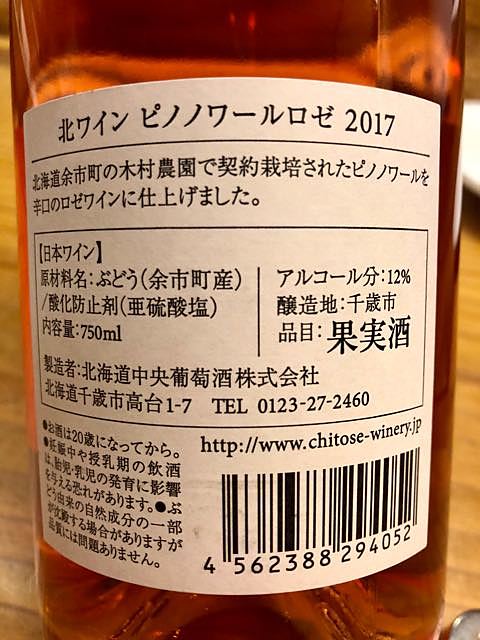 北ワイン ピノノワールロゼ 2017
北海道余市町の木村農園で契約栽培されたピノノワールを
辛口のロゼワインに仕上げました。
【日本ワイン】
原材料名：ぶどう（余市町産）
/酸化防止剤（亜硫酸塩）
内容量：750ml
アルコール分：12%
醸造地：千歳市
品目：果実酒
製造者：北海道中央葡萄酒株式会社
北海道千歳市高台1-7 TEL 0123-27-2460
●お酒は20歳になってから。
●妊娠中や授乳期の飲酒
は、胎児・乳児の発育に影響
を与える恐れがあります。●ぶ
どう由来の自然成分の一部
が沈殿する場合がありますが
品質には問題ありません。
http://www.chitose-winery.jp
4 562388 294052